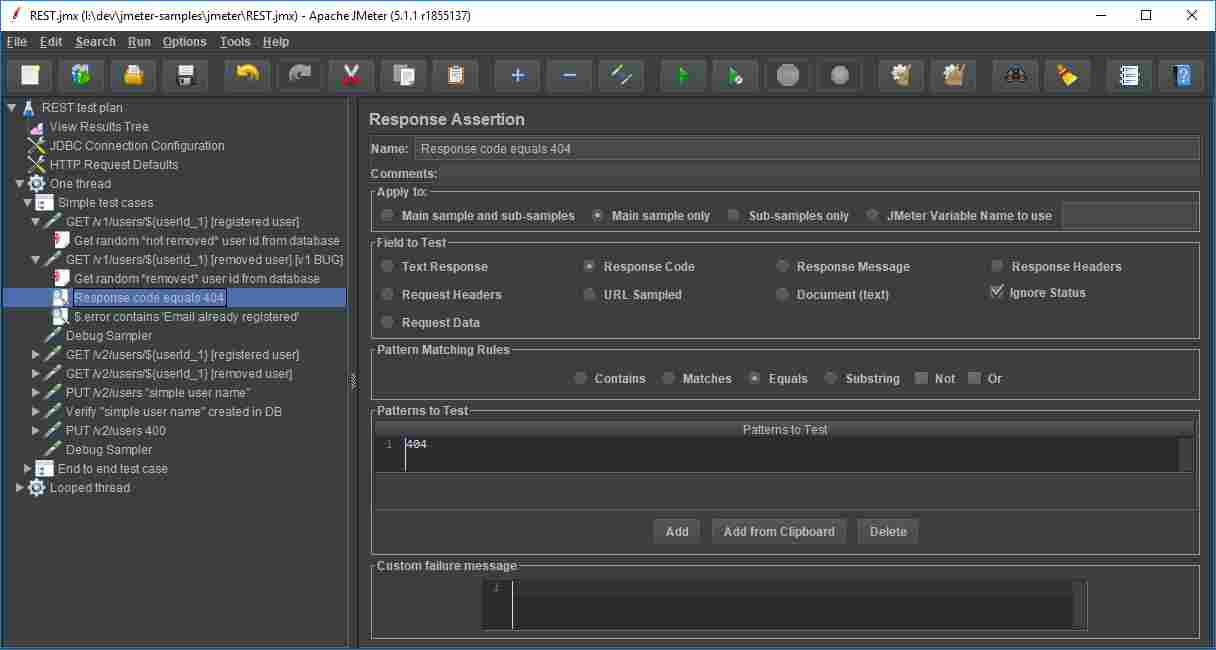 REST.jmx (I:\dev\jmeter-samples\jmeter\REST.jmx) - Apache JMeter (5.1.1 r1855137)
File Edit Search Run Options Tools Help
REST test plan
View Results Tree
JDBC Connection Configuration
HTTP Request Defaults
One thread
Simple test cases
GET /v1/users/${userId_1} [registered user]
Get random *not removed* user id from database
GET /v1/users/${userId_1} [removed user] [v1 BUG]
Get random *removed* user id from database
Response code equals 404
$.error contains 'Email already registered'
Debug Sampler
GET /v2/users/${userId_1} [registered user]
GET /v2/users/${userId_1} [removed user]
PUT /v2/users "simple user name"
Verify "simple user name" created in DB
PUT /v2/users 400
Debug Sampler
End to end test case
Looped thread
Response Assertion
Name: Response code equals 404
Comments:
Apply to:
Main sample and sub-samples Main sample only Sub-samples only JMeter Variable Name to use
Field to Test
Text Response Response Code Response Message Response Headers
Request Headers URL Sampled Document (text) Ignore Status
Request Data
Pattern Matching Rules
Contains Matches Equals Substring Not Or
Patterns to Test
Patterns to Test
1 404
Add Add from Clipboard Delete
Custom failure message
1